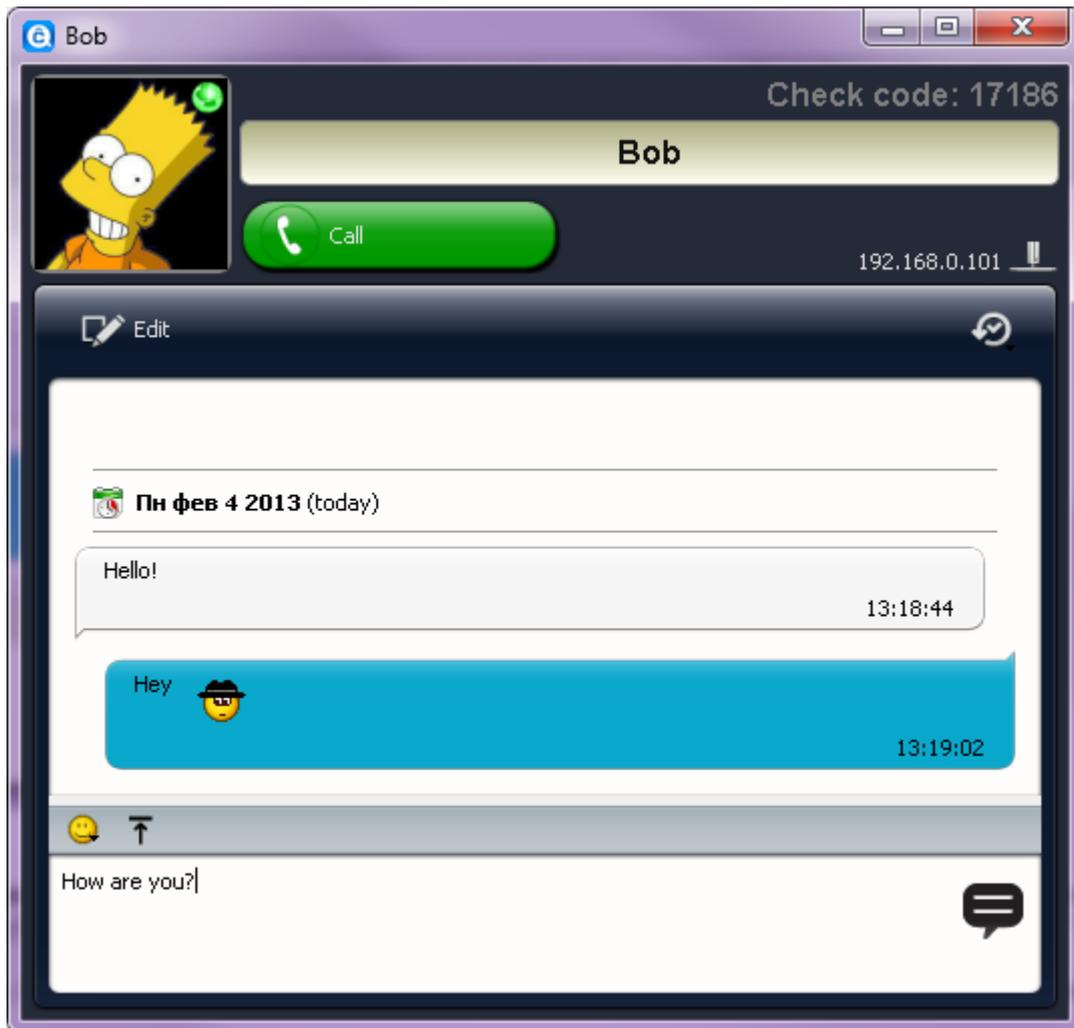 Bob
Check code: 17186
Bob
Call
192.168.0.101
Edit
Пн фев 4 2013 (today)
Hello!
13:18:44
Hey
13:19:02
How are you?